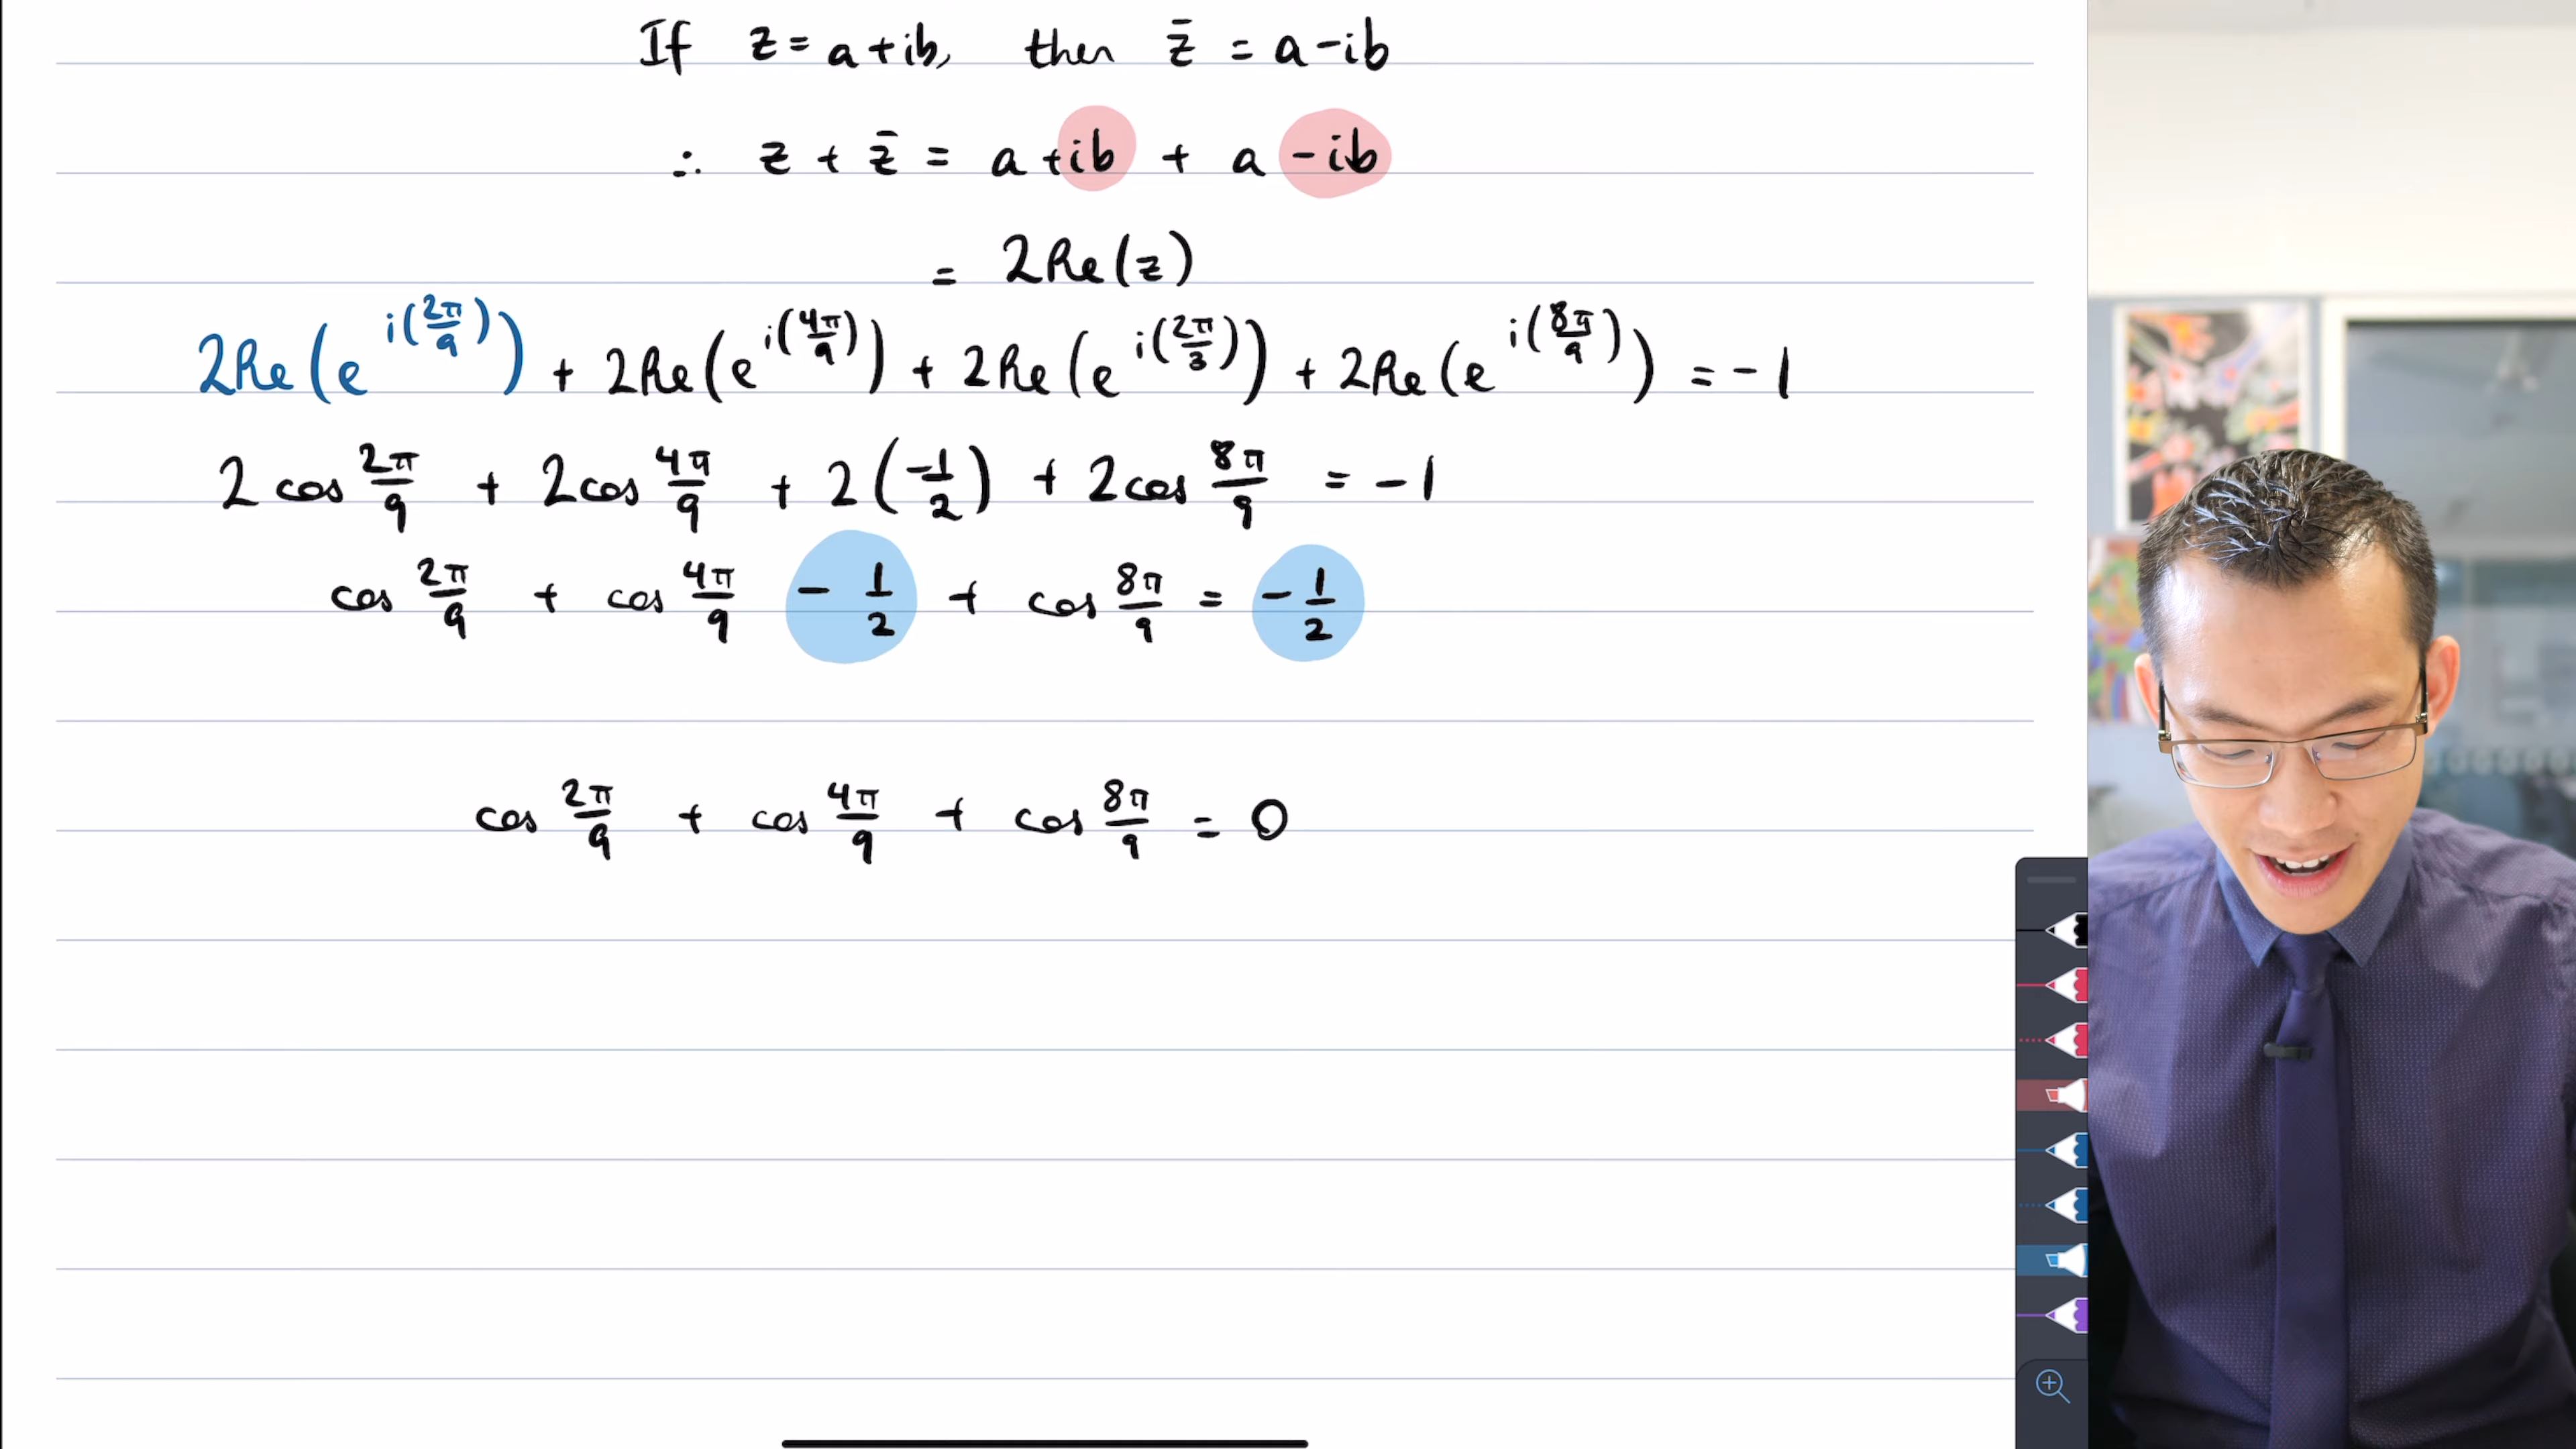 If z = a + ib, then z̄ = a - ib
∴ z + z̄ = a + ib + a - ib
= 2Re(z)
2Re(e^{i(2π/9)}) + 2Re(e^{i(4π/9)}) + 2Re(e^{i(2π/3)}) + 2Re(e^{i(8π/9)}) = -1
2 cos 2π/9 + 2cos 4π/9 + 2(-1/2) + 2cos 8π/9 = -1
cos 2π/9 + cos 4π/9 - 1/2 + cos 8π/9 = -1/2
cos 2π/9 + cos 4π/9 + cos 8π/9 = 0